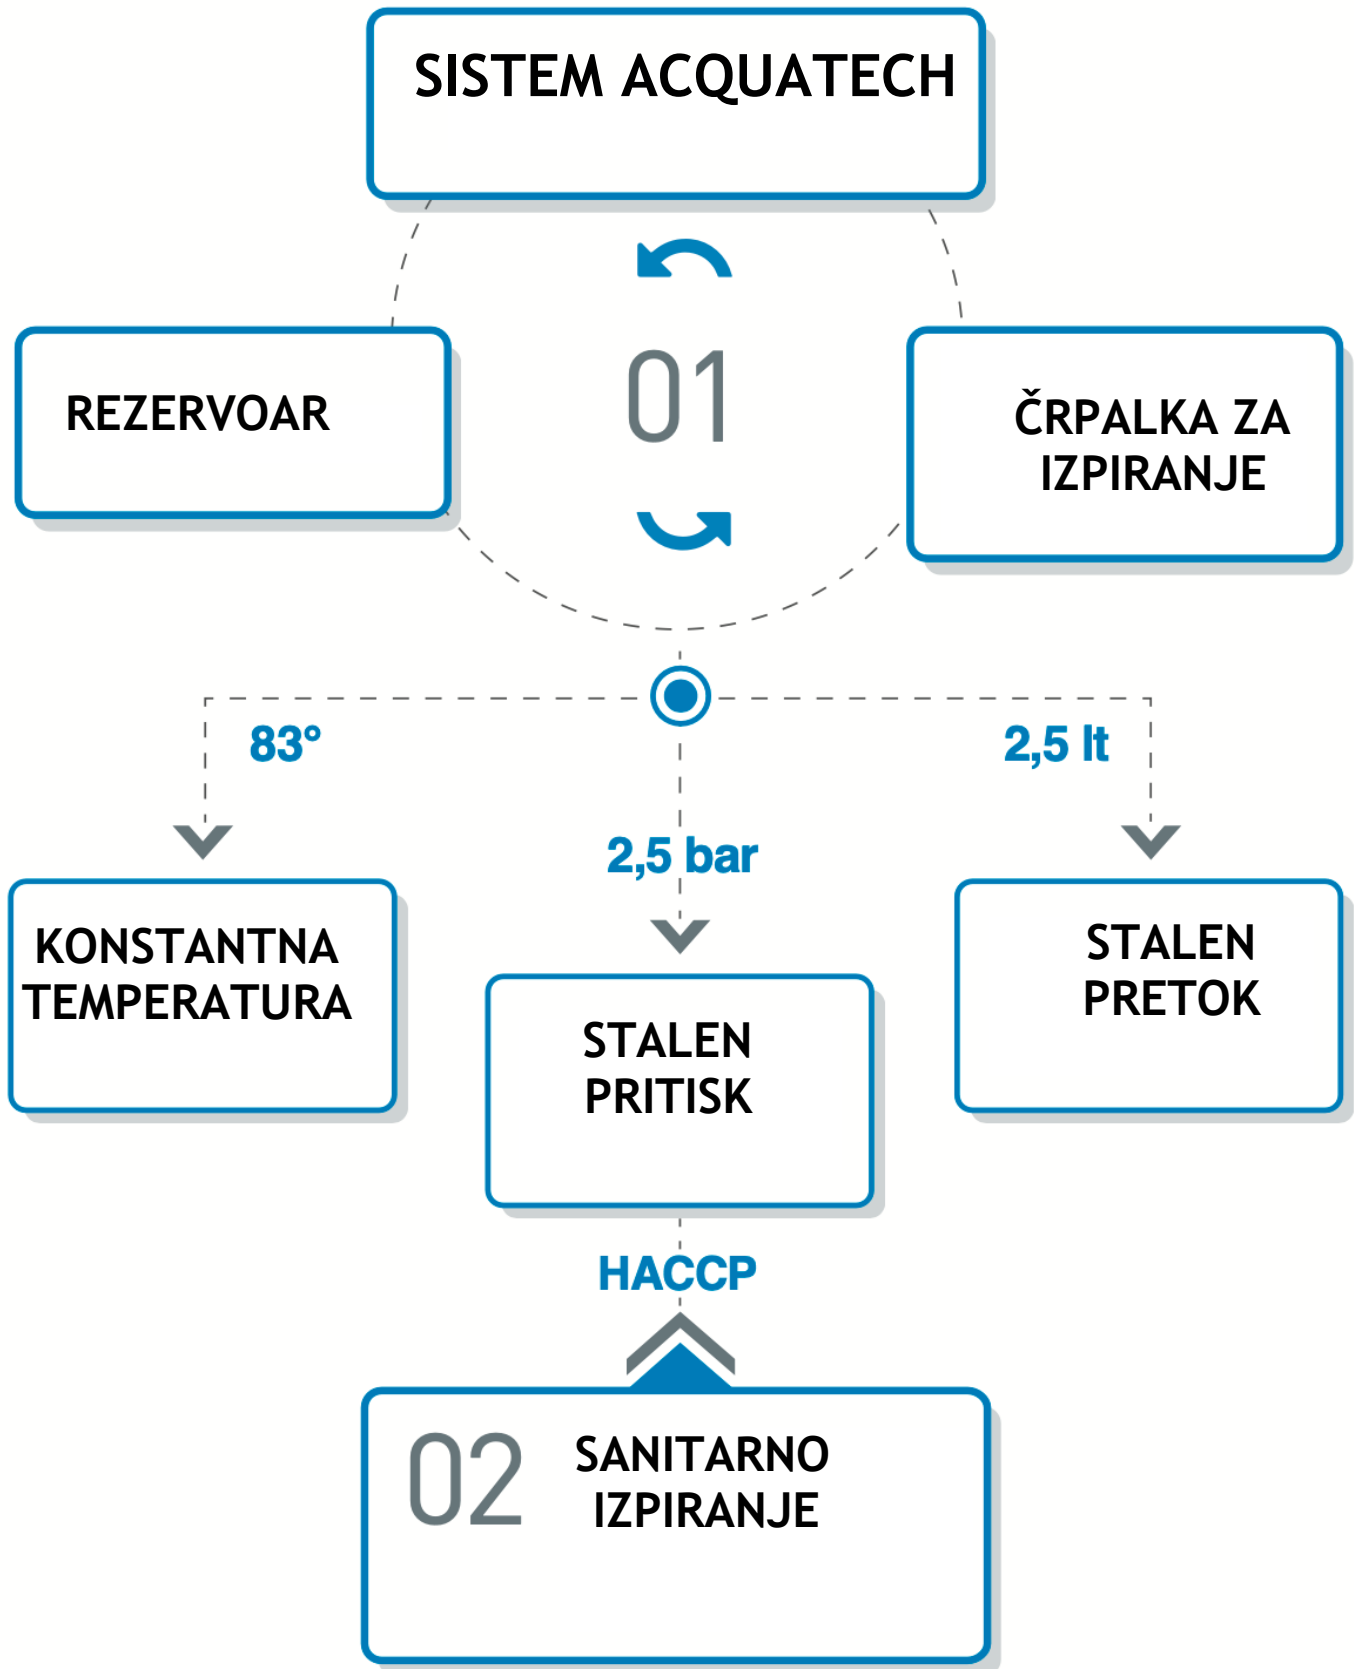 SISTEM ACQUATECH
01
REZERVOAR
ČRPALKA ZA
IZPIRANJE
83°
2,5 lt
2,5 bar
KONSTANTNA
TEMPERATURA
STALEN
PRITISK
STALEN
PRETOK
HACCP
02
SANITARNO
IZPIRANJE